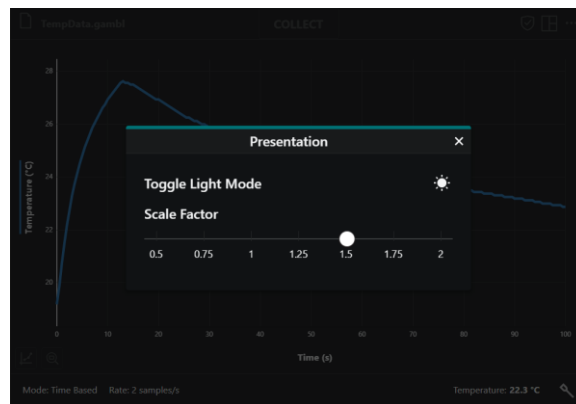 TempData.gambl
COLLECT
28
26
24
22
20
Temperature (°C)
Presentation
Toggle Light Mode
Scale Factor
0.5 0.75 1 1.25 1.5 1.75 2
0 10 20 30 40 50 60 70 80 90 100
Time (s)
Mode: Time Based Rate: 2 samples/s Temperature: 22.3 °C